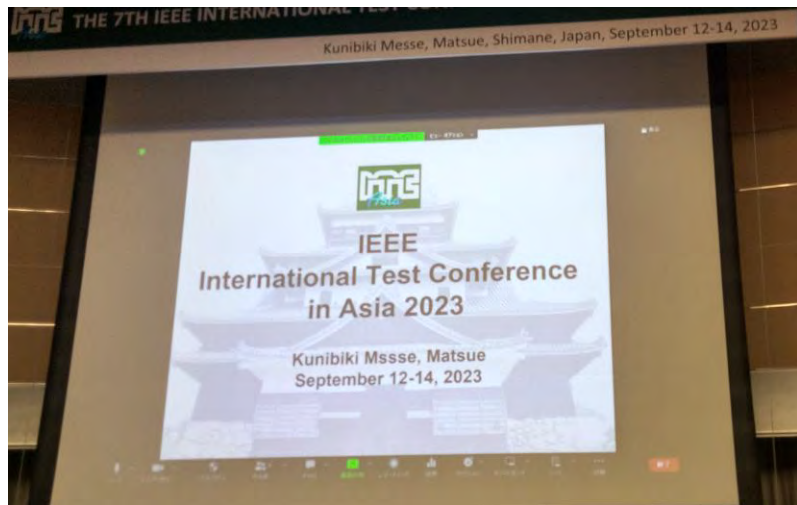 THE 7TH IEEE INTERNATIONAL TEST
Kunibiki Messe, Matsue, Shimane, Japan, September 12-14, 2023
Asia
IEEE
International Test Conference
in Asia 2023
Kunibiki Mssse, Matsue
September 12-14, 2023